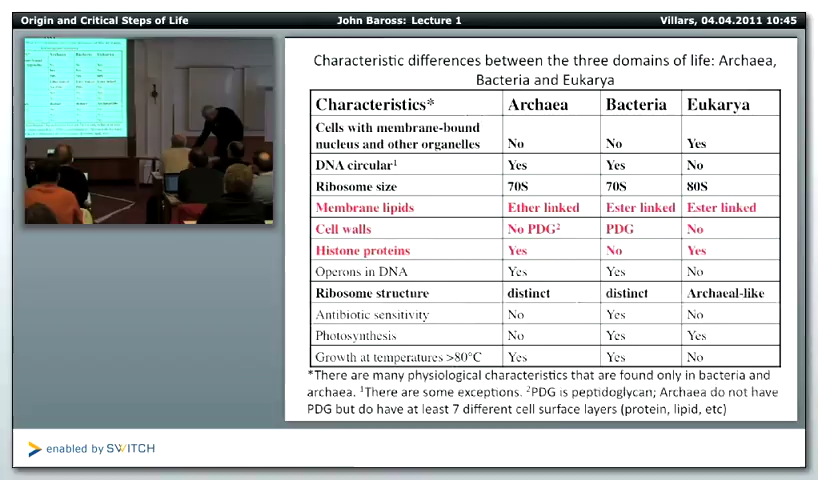 Origin and Critical Steps of Life John Baross: Lecture 1 Villars, 04.04.2011 10:45
Characteristic differences between the three domains of life: Archaea,
Bacteria and Eukarya
Characteristics* Archaea Bacteria Eukarya
Cells with membrane-bound
nucleus and other organelles No No Yes
DNA circular¹ Yes Yes No
Ribosome size 70S 70S 80S
Membrane lipids Ether linked Ester linked Ester linked
Cell walls No PDG² PDG No
Histone proteins Yes No Yes
Operons in DNA Yes Yes No
Ribosome structure distinct distinct Archaeal-like
Antibiotic sensitivity No Yes No
Photosynthesis No Yes Yes
Growth at temperatures >80°C Yes Yes No
*There are many physiological characteristics that are found only in bacteria and
archaea. ¹There are some exceptions. ²PDG is peptidoglycan; Archaea do not have
PDG but do have at least 7 different cell surface layers (protein, lipid, etc)
enabled by SWITCH